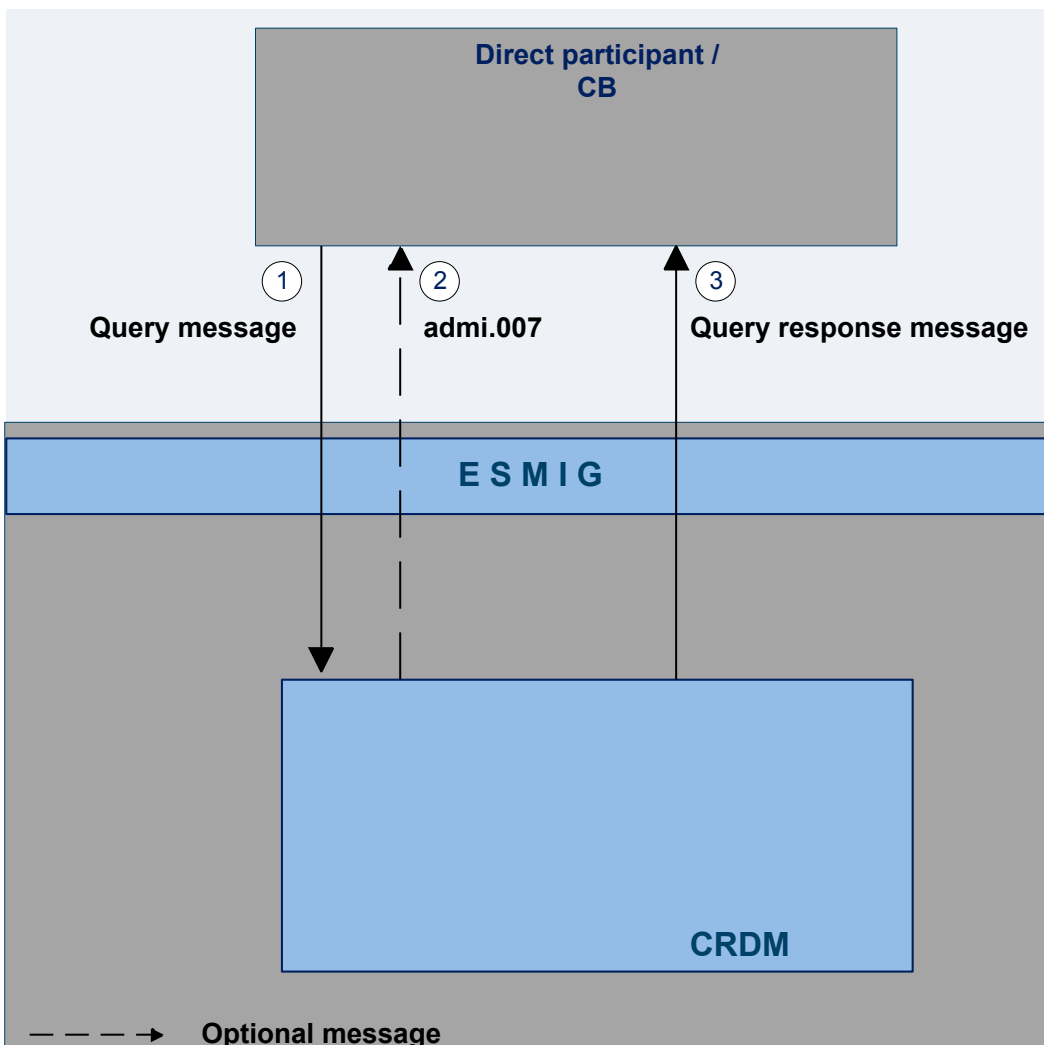 Direct participant /
CB
1
2
3
Query message
admi.007
Query response message
E S M I G
CRDM
Optional message